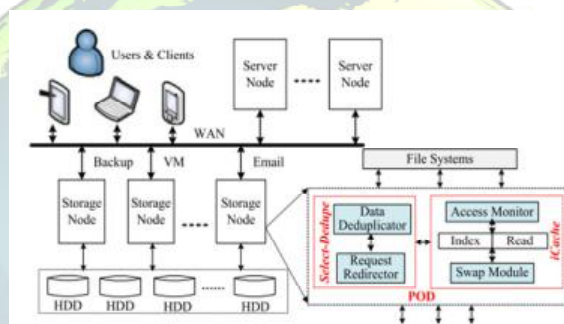 Users & Clients
Server Node
Server Node
WAN
Backup
VM
Email
File Systems
Storage Node
Storage Node
Storage Node
Select-Dedupe
Data Deduplicator
Request Redirector
Access Monitor
Index
Read
Swap Module
iCache
POD
HDD
HDD
HDD
HDD